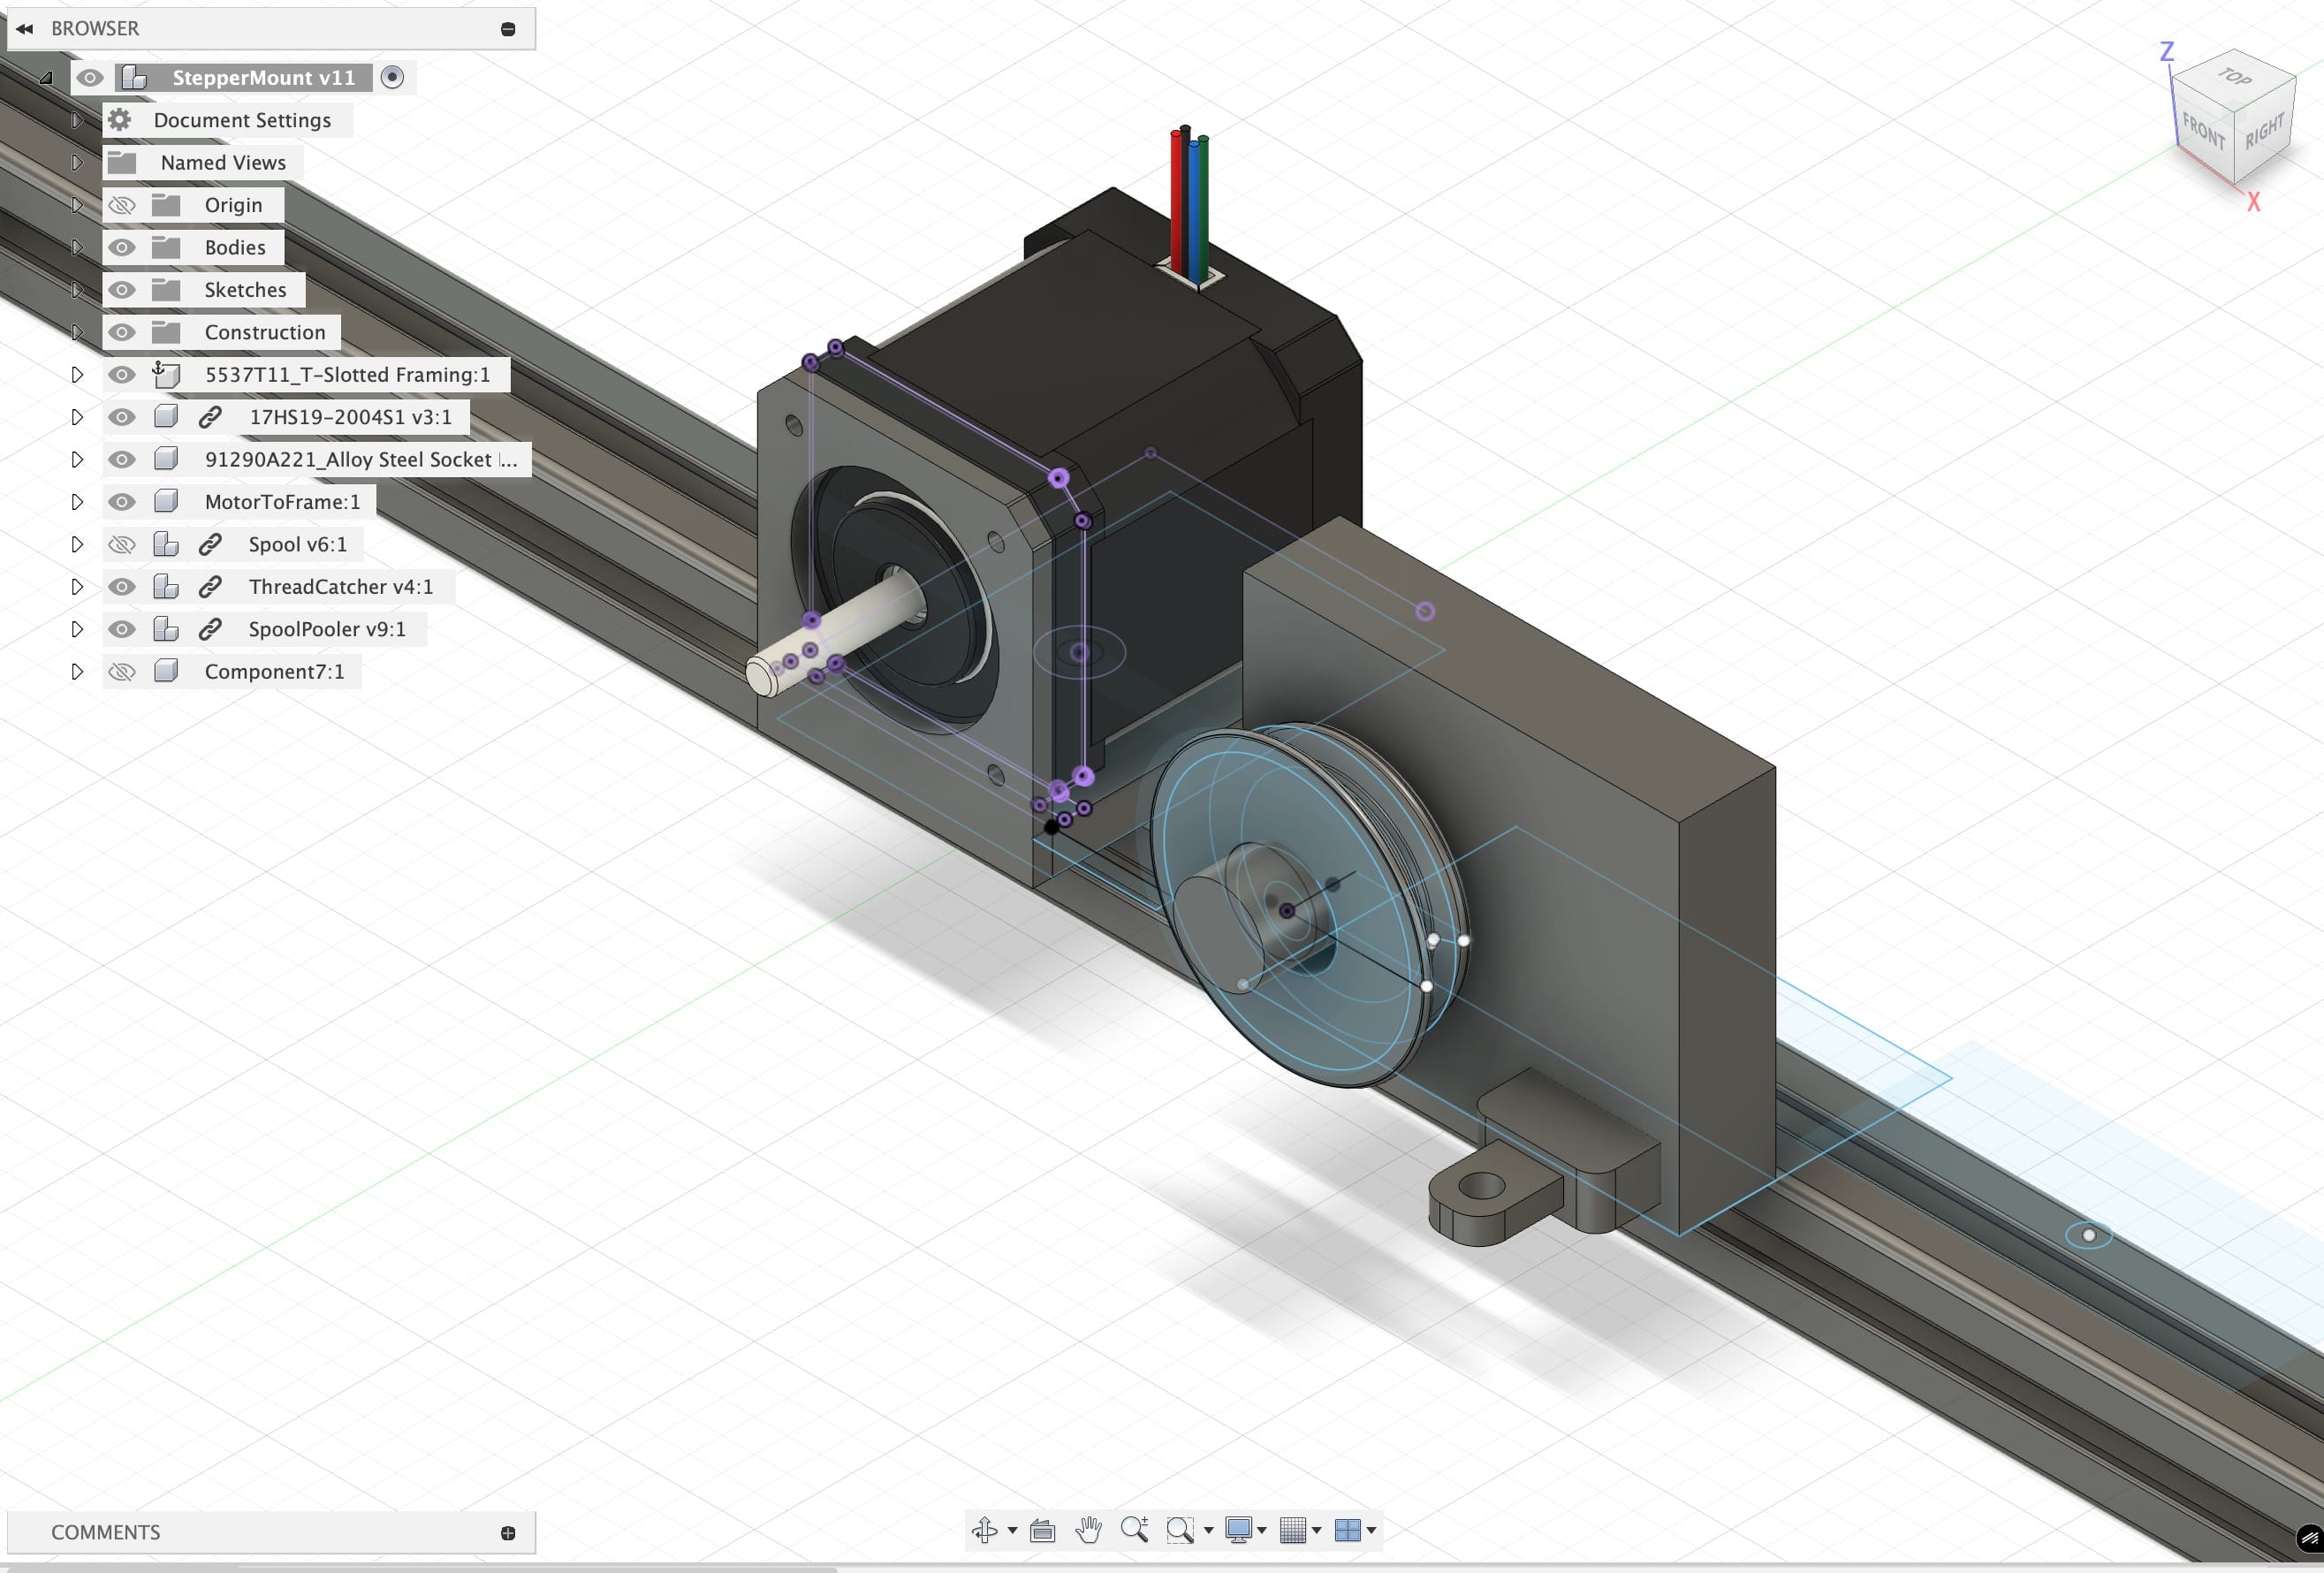 BROWSER
StepperMount v11
Document Settings
Named Views
Origin
Bodies
Sketches
Construction
5537T11_T-Slotted Framing:1
17HS19-2004S1 v3:1
91290A221_Alloy Steel Socket ...
MotorToFrame:1
Spool v6:1
ThreadCatcher v4:1
SpoolPooler v9:1
Component7:1
Z
TOP
FRONT
RIGHT
X
COMMENTS